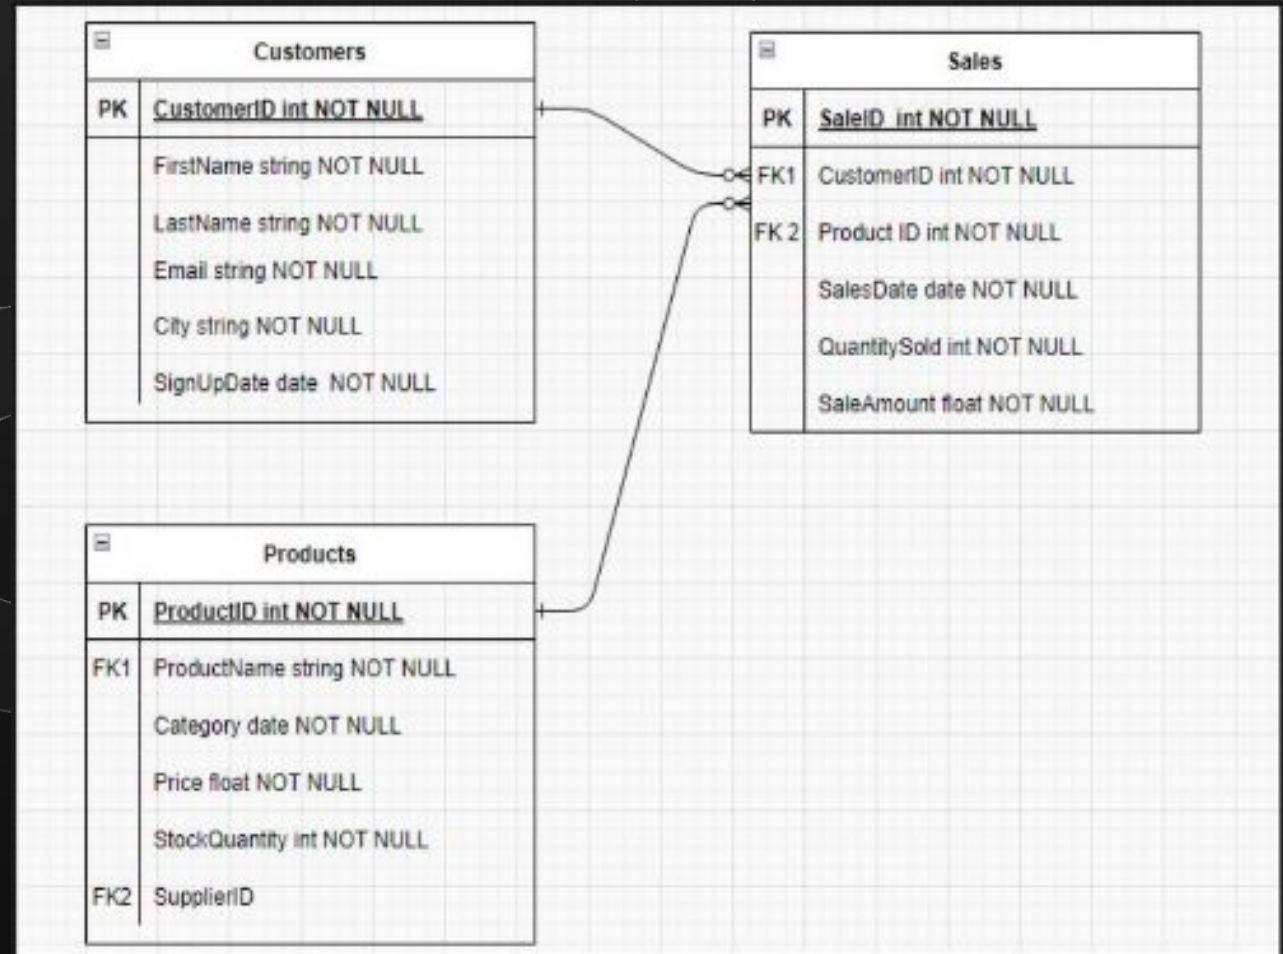 Customers
PK CustomerID int NOT NULL
FirstName string NOT NULL
LastName string NOT NULL
Email string NOT NULL
City string NOT NULL
SignUpDate date NOT NULL
Sales
PK SaleID int NOT NULL
FK1 CustomerID int NOT NULL
FK 2 Product ID int NOT NULL
SalesDate date NOT NULL
QuantitySold int NOT NULL
SaleAmount float NOT NULL
Products
PK ProductID int NOT NULL
FK1 ProductName string NOT NULL
Category date NOT NULL
Price float NOT NULL
StockQuantity int NOT NULL
FK2 SupplierID